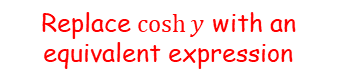 Replace cosh y with an
equivalent expression